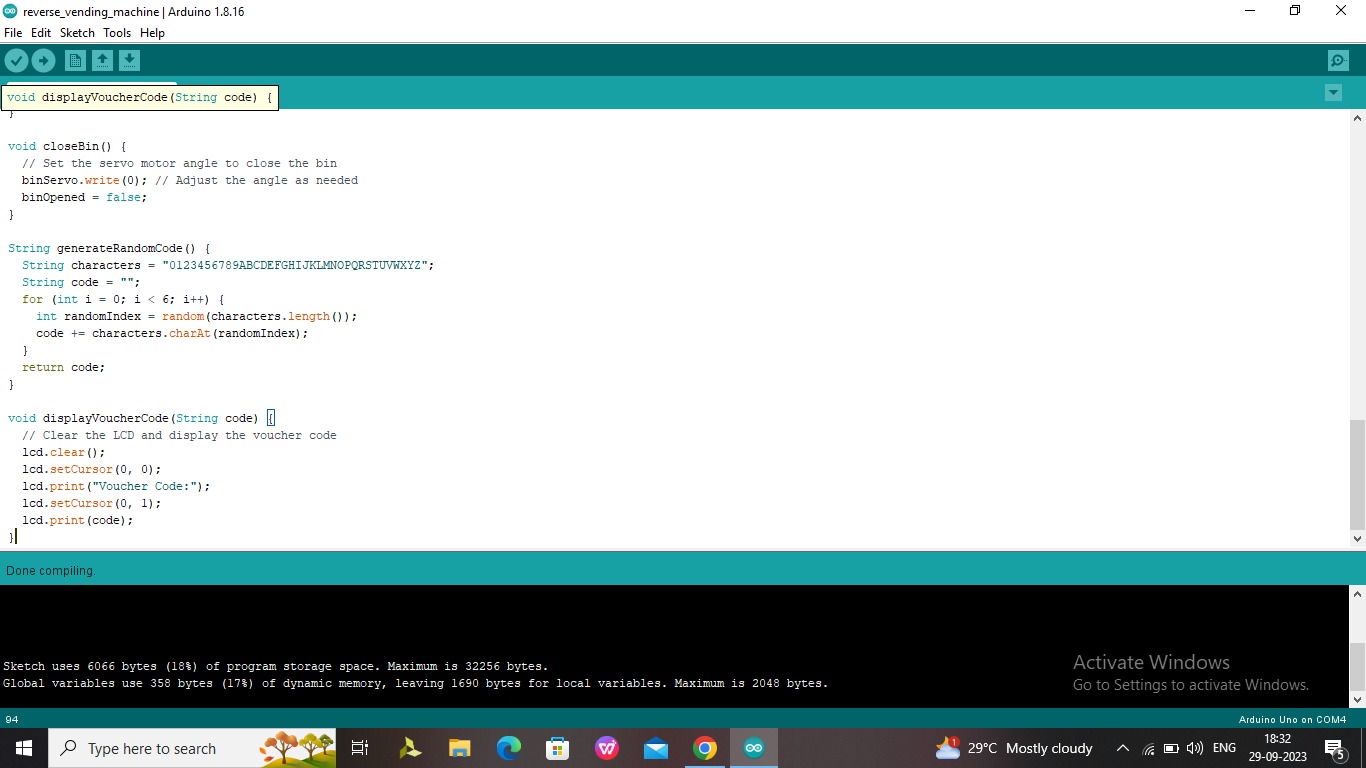 reverse_vending_machine | Arduino 1.8.16
File Edit Sketch Tools Help
void displayVoucherCode(String code) {
}
void closeBin() {
// Set the servo motor angle to close the bin
binServo.write(0); // Adjust the angle as needed
binOpened = false;
}
String generateRandomCode() {
String characters = "0123456789ABCDEFGHIJKLMNOPQRSTUVWXYZ";
String code = "";
for (int i = 0; i < 6; i++) {
int randomIndex = random(characters.length());
code += characters.charAt(randomIndex);
}
return code;
}
void displayVoucherCode(String code) {
// Clear the LCD and display the voucher code
lcd.clear();
lcd.setCursor(0, 0);
lcd.print("Voucher Code:");
lcd.setCursor(0, 1);
lcd.print(code);
}
Done compiling.
Sketch uses 6066 bytes (18%) of program storage space. Maximum is 32256 bytes.
Global variables use 358 bytes (17%) of dynamic memory, leaving 1690 bytes for local variables. Maximum is 2048 bytes.
Activate Windows
Go to Settings to activate Windows.
94
Arduino Uno on COM4
Type here to search
1
29°C Mostly cloudy
ENG
18:32
29-09-2023
5